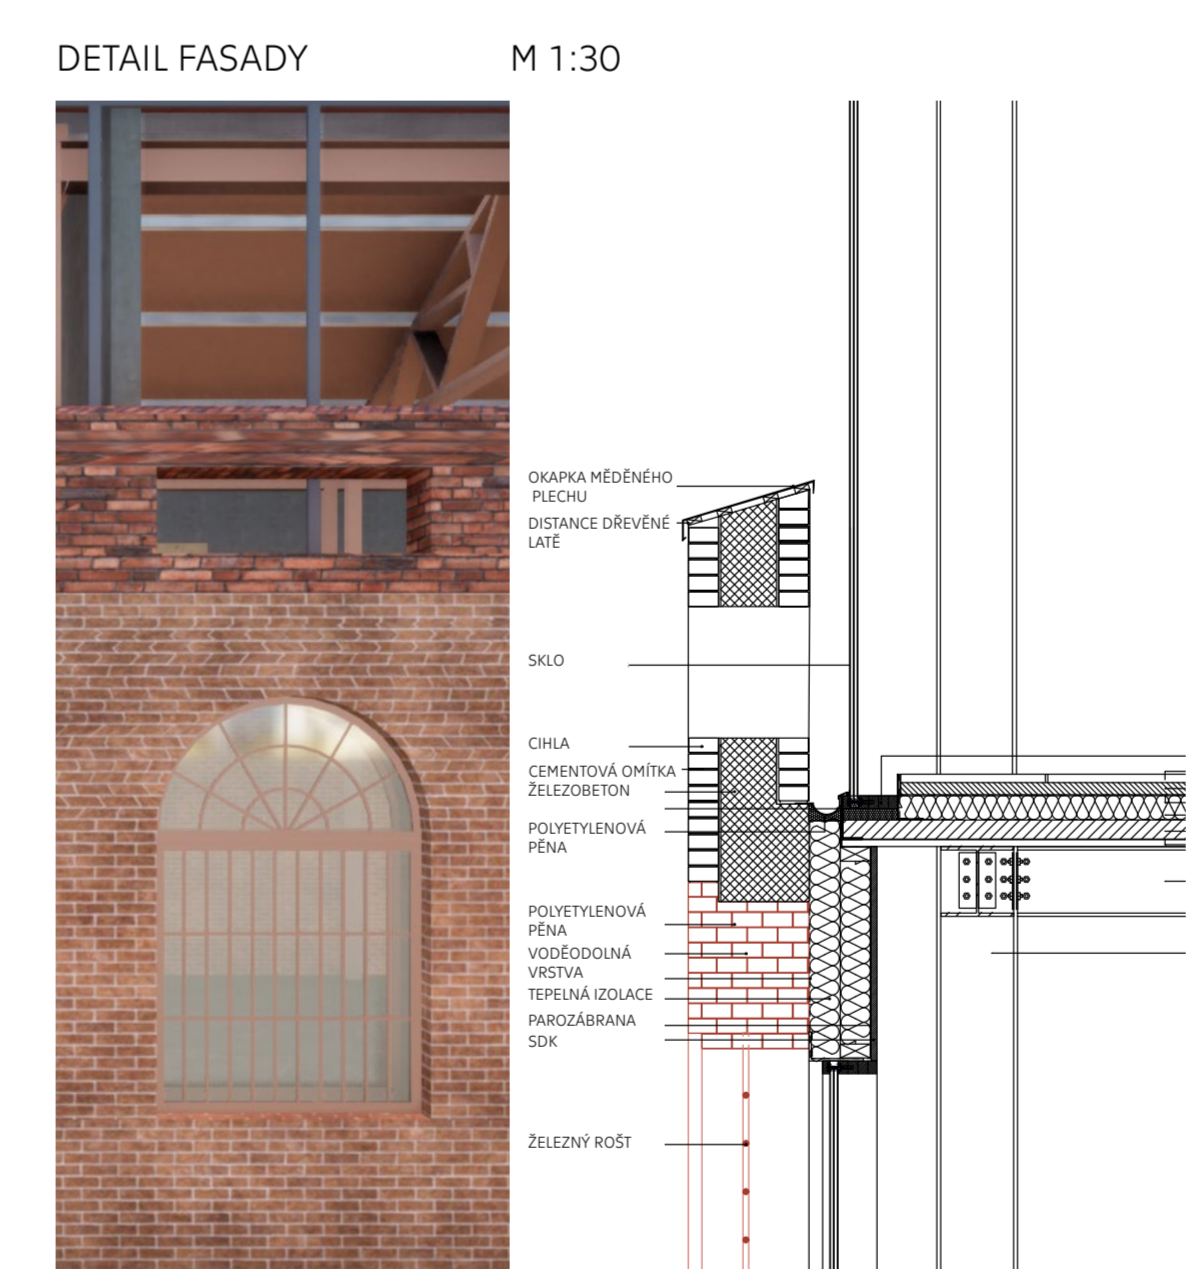 DETAIL FASADY M 1:30
OKAPKA MĚDĚNÉHO
PLECHU
DISTANCE DŘEVĚNÉ
LATĚ
SKLO
CIHLA
CEMENTOVÁ OMÍTKA
ŽELEZOBETON
POLYETYLENOVÁ
PĚNA
POLYETYLENOVÁ
PĚNA
VODĚODOLNÁ
VRSTVA
TEPELNÁ IZOLACE
PAROZÁBRANA
SDK
ŽELEZNÝ ROŠT